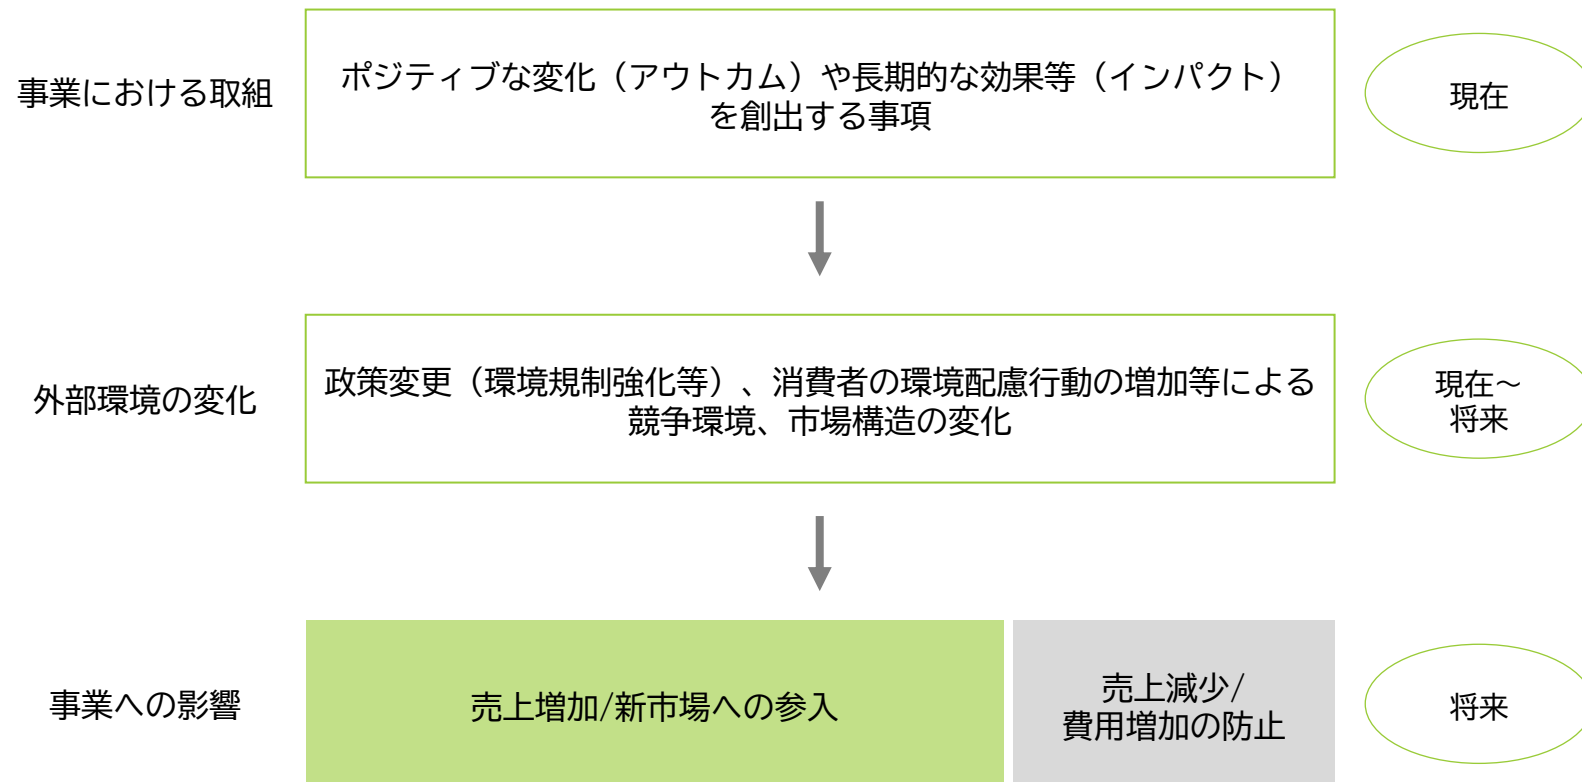 事業における取組
ポジティブな変化（アウトカム）や長期的な効果等（インパクト）
を創出する事項
現在
外部環境の変化
政策変更（環境規制強化等）、消費者の環境配慮行動の増加等による
競争環境、市場構造の変化
現在～
将来
事業への影響
売上増加/新市場への参入
売上減少/
費用増加の防止
将来